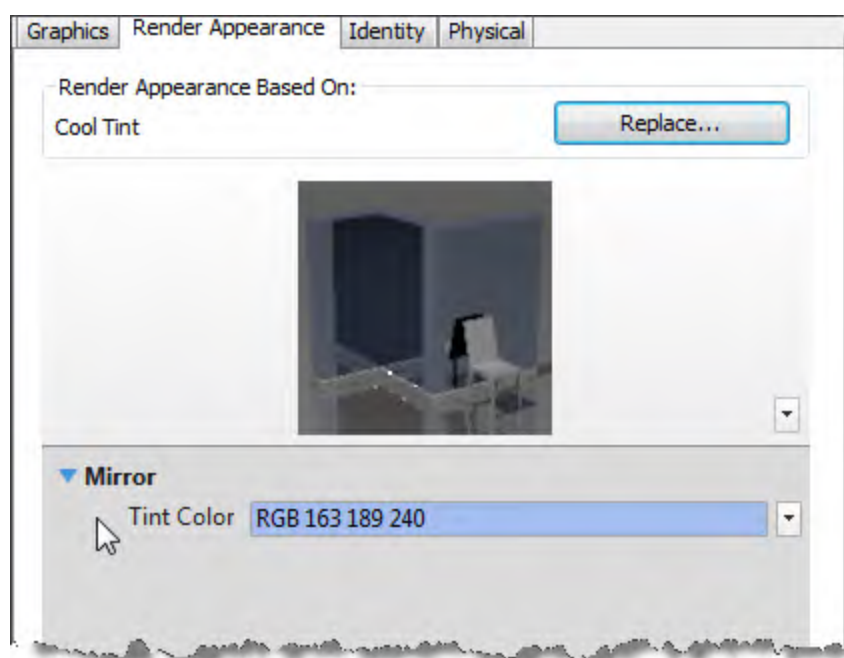 Graphics Render Appearance Identity Physical
Render Appearance Based On:
Cool Tint Replace...
Mirror
Tint Color RGB 163 189 240